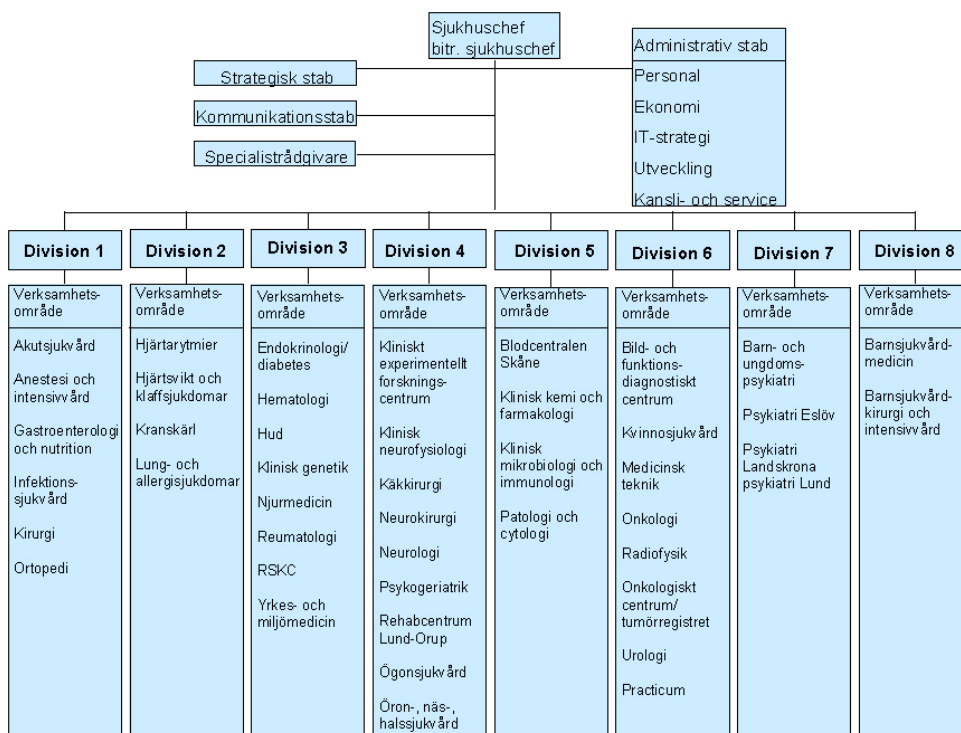 Sjukhuschef
bitr. sjukhuschef
Administrativ stab
Personal
Ekonomi
IT-strategi
Utveckling
Kansli- och service
Strategisk stab
Kommunikationsstab
Specialistrådgivare
Division 1
Verksamhets-
område
Akutsjukvård
Anestesi och
intensivvård
Gastroenterologi
och nutrition
Infektions-
sjukvård
Kirurgi
Ortopedi
Division 2
Verksamhets-
område
Hjärtarytmier
Hjärtsvikt och
klaffsjukdomar
Kranskärl
Lung- och
allergisjukdomar
Division 3
Verksamhets-
område
Endokrinologi/
diabetes
Hematologi
Hud
Klinisk genetik
Njurmedicin
Reumatologi
RSKC
Yrkes- och
miljömedicin
Division 4
Verksamhets-
område
Kliniskt
experimentellt
forsknings-
centrum
Klinisk
neurofysiologi
Käkkirurgi
Neurokirurgi
Neurologi
Psykogeriatrik
Rehabcentrum
Lund-Orup
Ögonsjukvård
Öron-, näs-,
halssjukvård
Division 5
Verksamhets-
område
Blodcentralen
Skåne
Klinisk kemi och
farmakologi
Klinisk
mikrobiologi och
immunologi
Patologi och
cytologi
Division 6
Verksamhets-
område
Bild- och
funktions-
diagnostiskt
centrum
Kvinnosjukvård
Medicinsk
teknik
Onkologi
Radiofysik
Onkologiskt
centrum/
tumörregistret
Urologi
Practicum
Division 7
Verksamhets-
område
Barn- och
ungdoms-
psykiatri
Psykiatri Eslöv
Psykiatri
Landskrona
psykiatri Lund
Division 8
Verksamhets-
område
Barnsjukvård-
medicin
Barnsjukvård-
kirurgi och
intensivvård